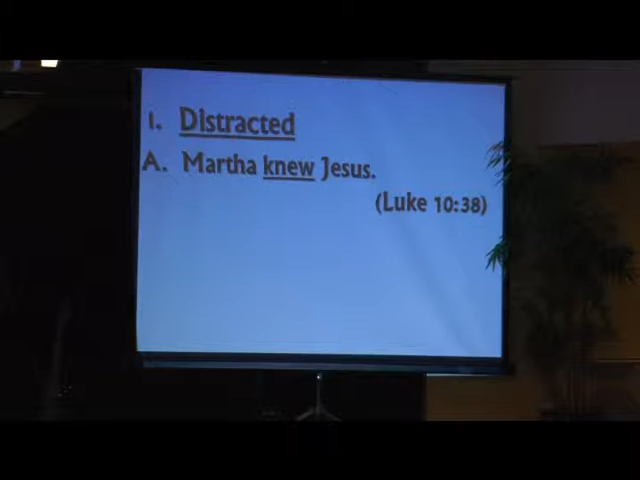 I. Distracted
A. Martha knew Jesus.
(Luke 10:38)